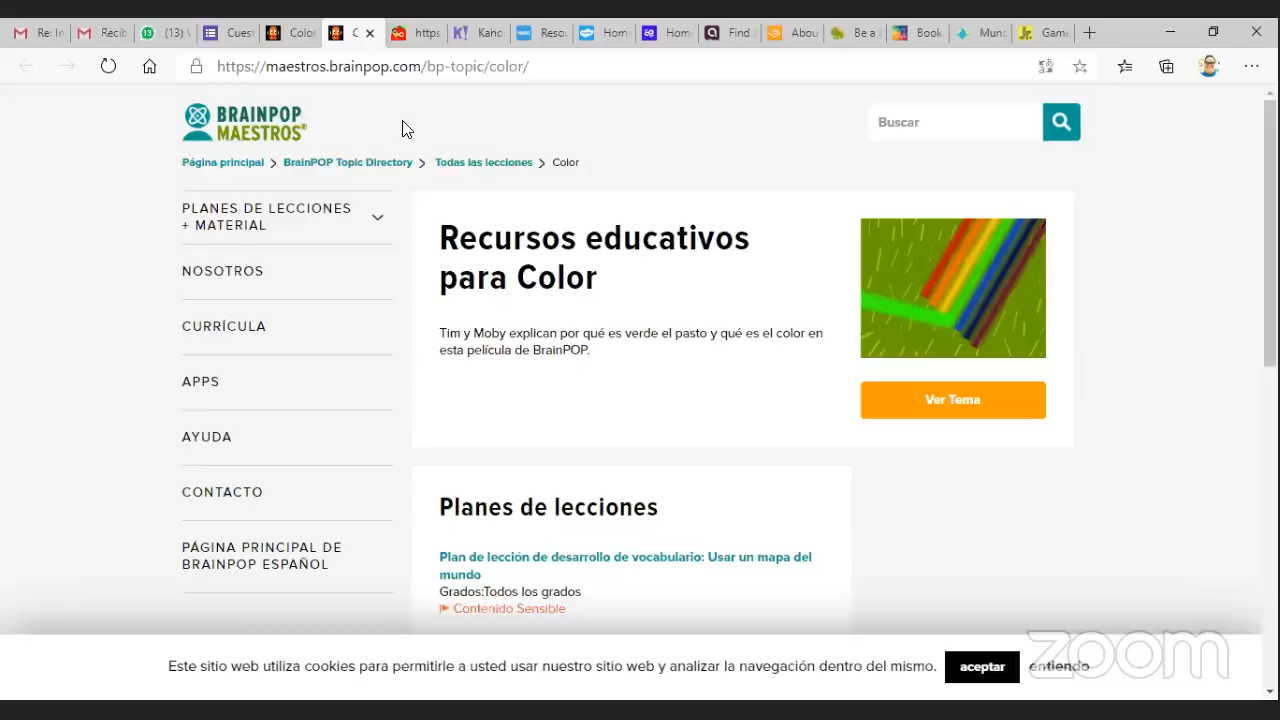 Re: In
Recib
(13)
Cuest
Color
C
https
Kaho
Resou
Home
Home
Find
Abou
Be a
Book
Mund
Game
https://maestros.brainpop.com/bp-topic/color/
BRAINPOP
MAESTROS®
Buscar
Página principal > BrainPOP Topic Directory > Todas las lecciones > Color
PLANES DE LECCIONES
+ MATERIAL
NOSOTROS
CURRÍCULA
APPS
AYUDA
CONTACTO
PÁGINA PRINCIPAL DE
BRAINPOP ESPAÑOL
Recursos educativos
para Color
Tim y Moby explican por qué es verde el pasto y qué es el color en
esta película de BrainPOP.
Ver Tema
Planes de lecciones
Plan de lección de desarrollo de vocabulario: Usar un mapa del
mundo
Grados:Todos los grados
Contenido Sensible
Este sitio web utiliza cookies para permitirle a usted usar nuestro sitio web y analizar la navegación dentro del mismo.
aceptar
entiendo
zoom